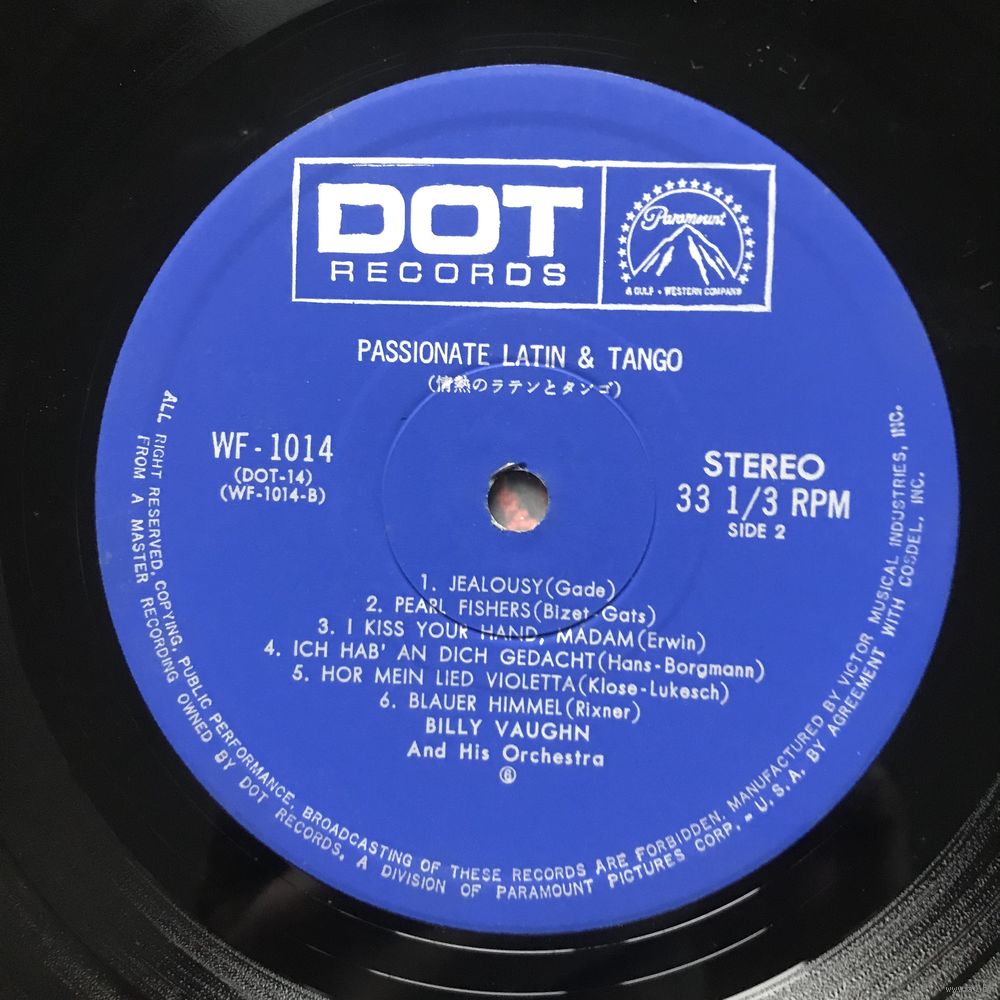 DOT
RECORDS
Paramount
A GULF + WESTERN COMPANY
PASSIONATE LATIN & TANGO
(情熱のラテンとタンゴ)
WF-1014
(DOT-14)
(WF-1014-B)
STEREO
33 1/3 RPM
SIDE 2
1. JEALOUSY(Gade)
2. PEARL FISHERS(Bizet-Gats)
3. I KISS YOUR HAND, MADAM(Erwin)
4. ICH HAB' AN DICH GEDACHT(Hans-Borgmann)
5. HOR MEIN LIED VIOLETTA(Klose-Lukesch)
6. BLAUER HIMMEL(Rixner)
BILLY VAUGHN
And His Orchestra
ALL RIGHT RESERVED, COPYING, PUBLIC PERFORMANCE, BROADCASTING OF THESE RECORDS ARE FORBIDDEN. MANUFACTURED BY VICTOR MUSICAL INDUSTRIES, INC.
FROM A MASTER RECORDING OWNED BY DOT RECORDS, A DIVISION OF PARAMOUNT PICTURES CORP. - U.S.A. BY AGREEMENT WITH COSDEL, INC.